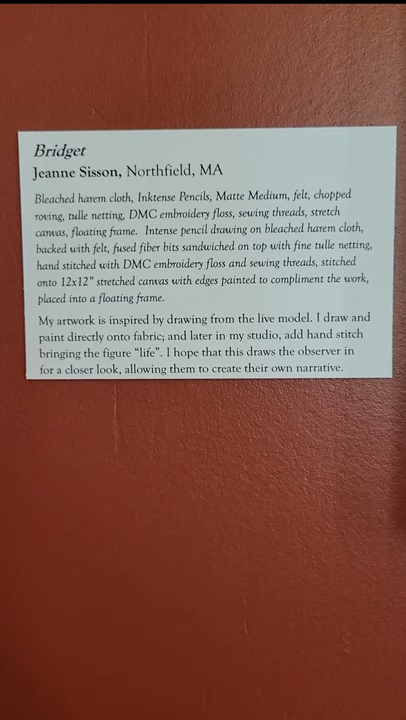 Bridget
Jeanne Sisson, Northfield, MA
Bleached harem cloth, Inktense Pencils, Matte Medium, felt, chopped
roving, tulle netting, DMC embroidery floss, sewing threads, stretch
canvas, floating frame. Intense pencil drawing on bleached harem cloth,
backed with felt, fused fiber bits sandwiched on top with fine tulle netting,
hand stitched with DMC embroidery floss and sewing threads, stitched
onto 12x12" stretched canvas with edges painted to compliment the work,
placed into a floating frame.
My artwork is inspired by drawing from the live model. I draw and
paint directly onto fabric; and later in my studio, add hand stitch
bringing the figure “life”. I hope that this draws the observer in
for a closer look, allowing them to create their own narrative.